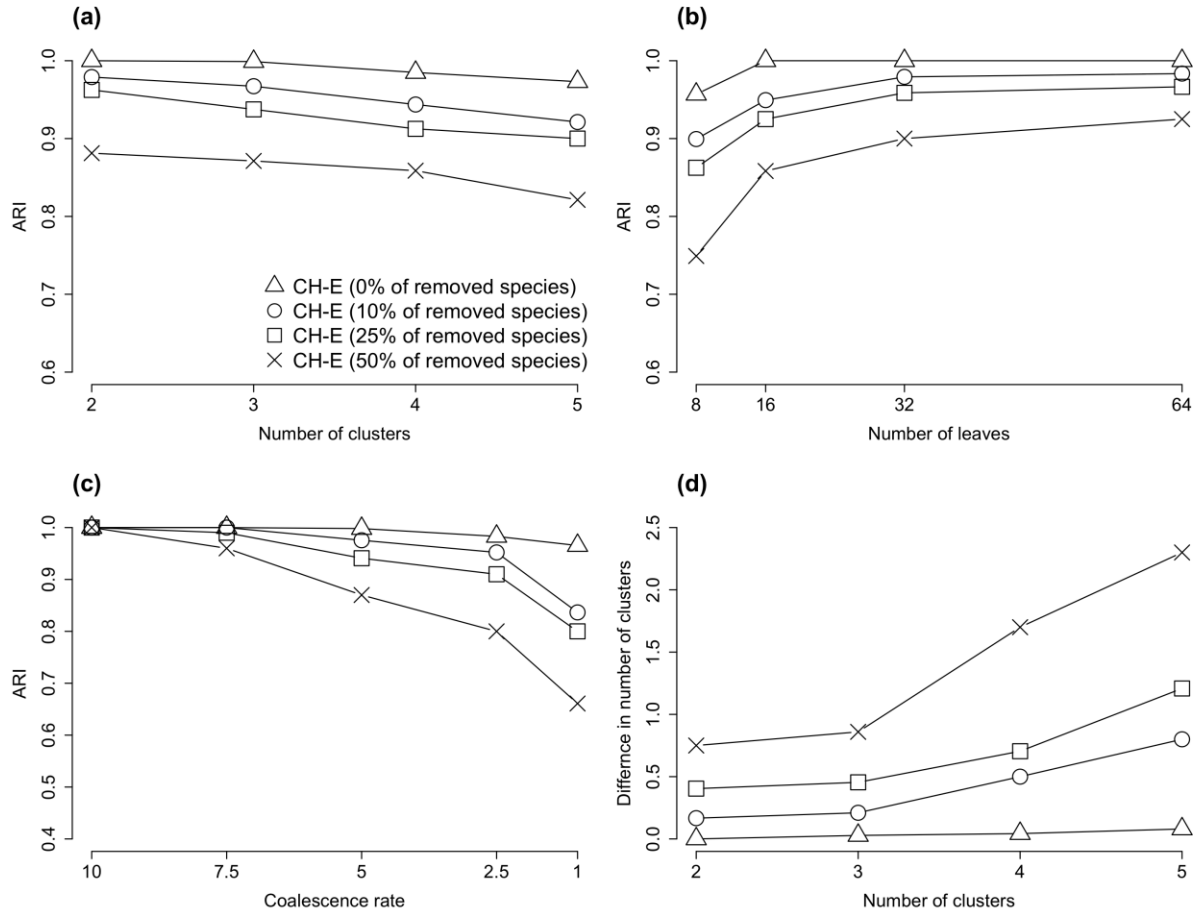 (a)
ARI
1.0
0.9
0.8
0.7
0.6
CH-E (0% of removed species)
CH-E (10% of removed species)
CH-E (25% of removed species)
CH-E (50% of removed species)
2 3 4 5
Number of clusters
(b)
ARI
1.0
0.9
0.8
0.7
0.6
8 16 32 64
Number of leaves
(c)
ARI
1.0
0.9
0.8
0.7
0.6
0.5
0.4
10 7.5 5 2.5 1
Coalescence rate
(d)
Differnce in number of clusters
2.5
2.0
1.5
1.0
0.5
0.0
2 3 4 5
Number of clusters